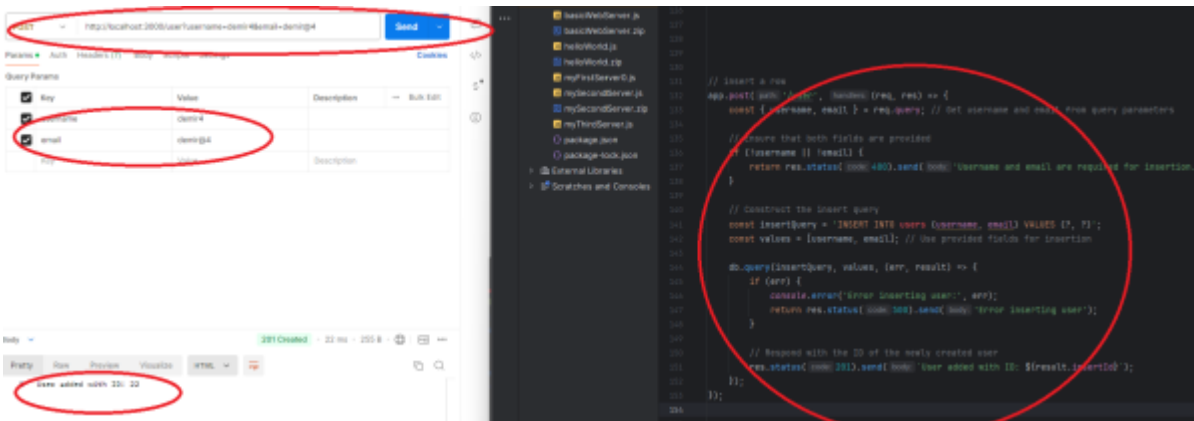 POST
http://localhost:3000/user?username=demir4&email=demir@4
Send
Params Auth Headers (7) Body Scripts Settings
Cookies
Query Params
Key Value Description Bulk Edit
username demir4
email demir@4
Key Value Description
Body
201 Created 22 ms 255 B
Pretty Raw Preview Visualize HTML
User added with ID: 22
basicWebServer.js
basicWebServer.zip
helloWorld.js
helloWorld.zip
myFirstServer0.js
mySecondServer.js
mySecondServer.zip
myThirdServer.js
package.json
package-lock.json
External Libraries
Scratches and Consoles
// insert a row
app.post( path: '/user', handlers: (req, res) => {
const { username, email } = req.query; // Get username and email from query parameters
// Ensure that both fields are provided
if (!username || !email) {
return res.status( code: 400).send( body: 'Username and email are required for insertion.
}
// Construct the insert query
const insertQuery = 'INSERT INTO users (username, email) VALUES (?, ?)';
const values = [username, email]; // Use provided fields for insertion
db.query(insertQuery, values, (err, result) => {
if (err) {
console.error('Error inserting user:', err);
return res.status( code: 500).send( body: 'Error inserting user');
}
// Respond with the ID of the newly created user
res.status( code: 201).send( body: `User added with ID: ${result.insertId}`);
});
});